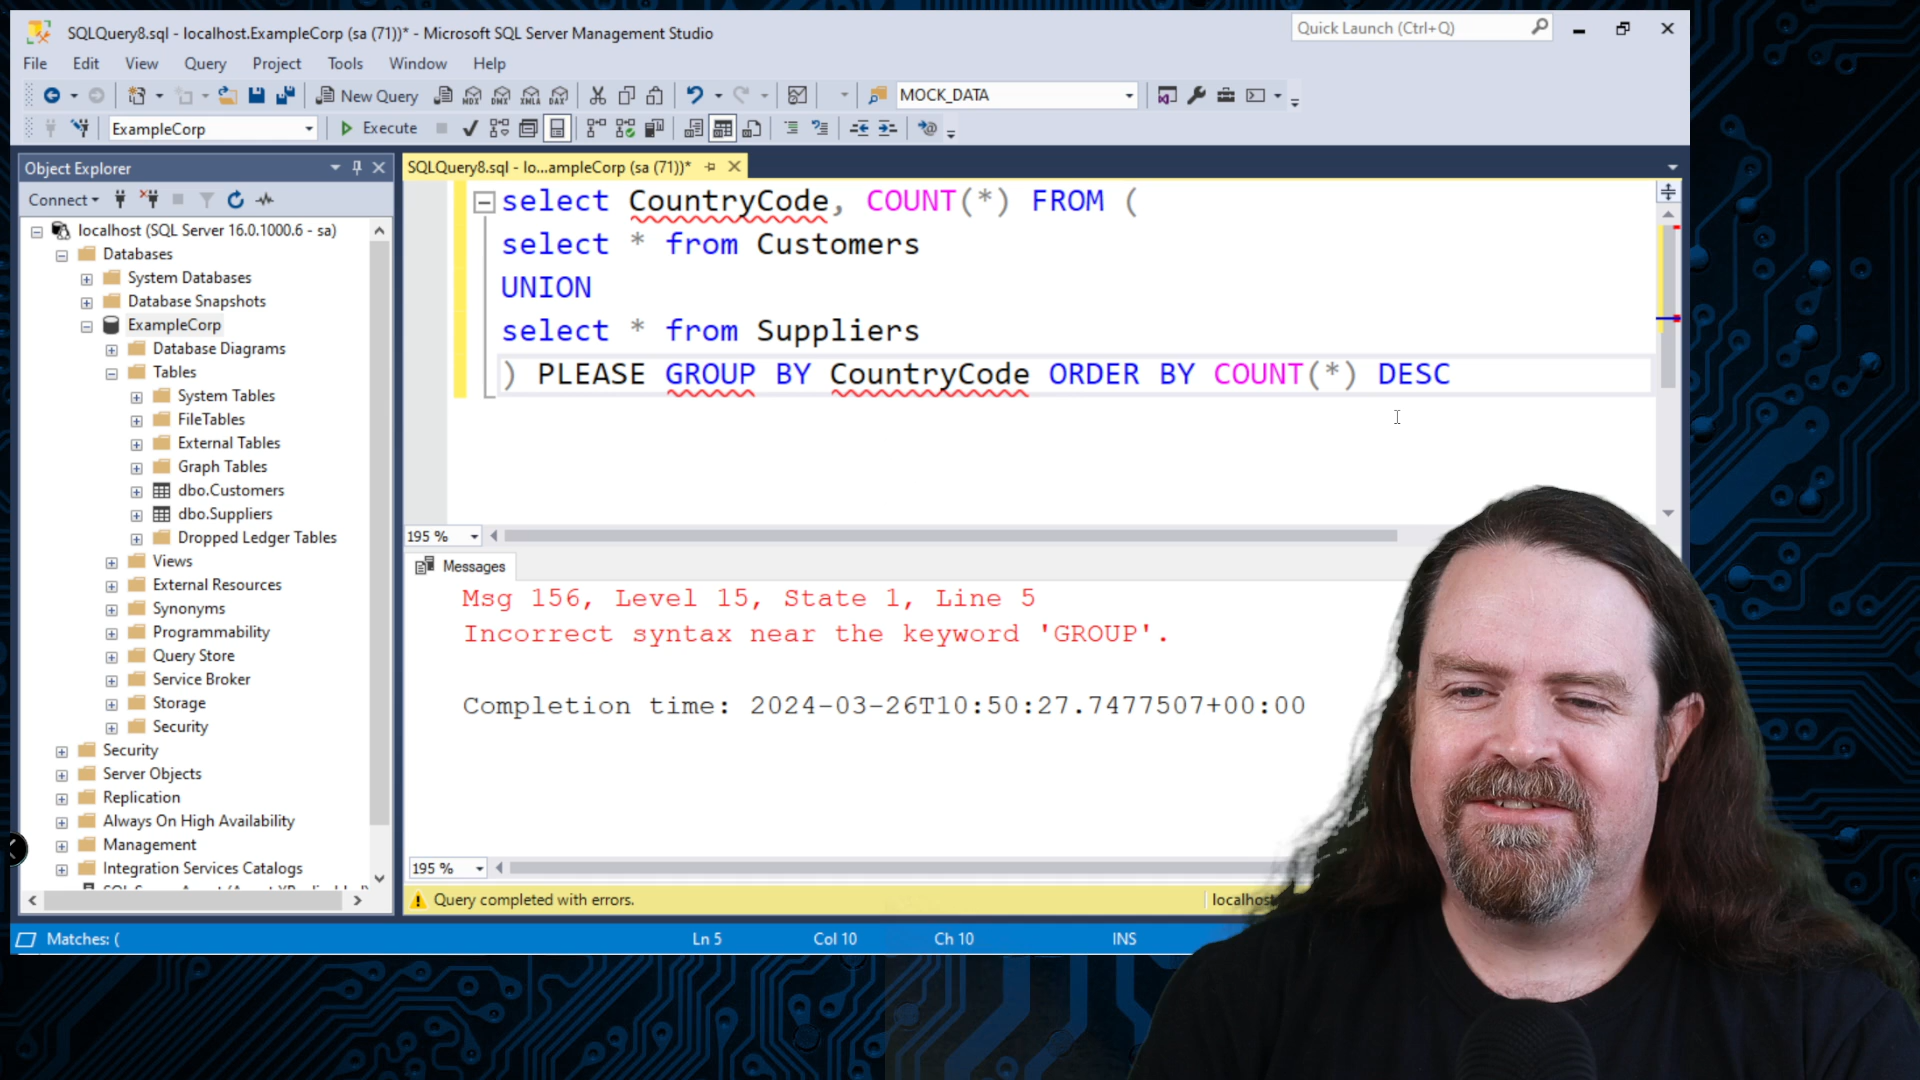 SQLQuery8.sql - localhost.ExampleCorp (sa (71))* - Microsoft SQL Server Management Studio
Quick Launch (Ctrl+Q)
File Edit View Query Project Tools Window Help
New Query
MDX DMX XMLA DAX
MOCK_DATA
ExampleCorp
Execute
Object Explorer
SQLQuery8.sql - lo...ampleCorp (sa (71))*
Connect
localhost (SQL Server 16.0.1000.6 - sa)
Databases
System Databases
Database Snapshots
ExampleCorp
Database Diagrams
Tables
System Tables
FileTables
External Tables
Graph Tables
dbo.Customers
dbo.Suppliers
Dropped Ledger Tables
Views
External Resources
Synonyms
Programmability
Query Store
Service Broker
Storage
Security
Security
Server Objects
Replication
Always On High Availability
Management
Integration Services Catalogs
select CountryCode, COUNT(*) FROM (
select * from Customers
UNION
select * from Suppliers
) PLEASE GROUP BY CountryCode ORDER BY COUNT(*) DESC
195 %
Messages
Msg 156, Level 15, State 1, Line 5
Incorrect syntax near the keyword 'GROUP'.
Completion time: 2024-03-26T10:50:27.7477507+00:00
195 %
Query completed with errors.
localhost
Matches: (
Ln 5
Col 10
Ch 10
INS